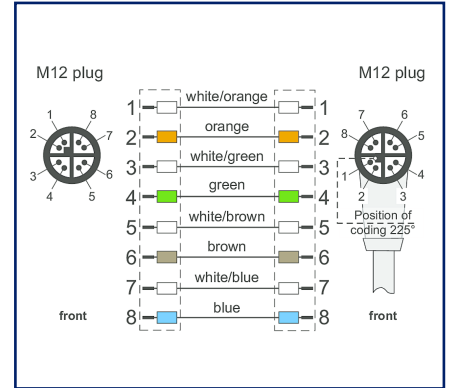 M12 plug
M12 plug
1
8
2
7
3
6
4
5
1 white/orange 1
2 orange 2
3 white/green 3
4 green 4
5 white/brown 5
6 brown 6
7 white/blue 7
8 blue 8
7
6
8
5
1
4
2
3
Position of
coding 225°
front
front